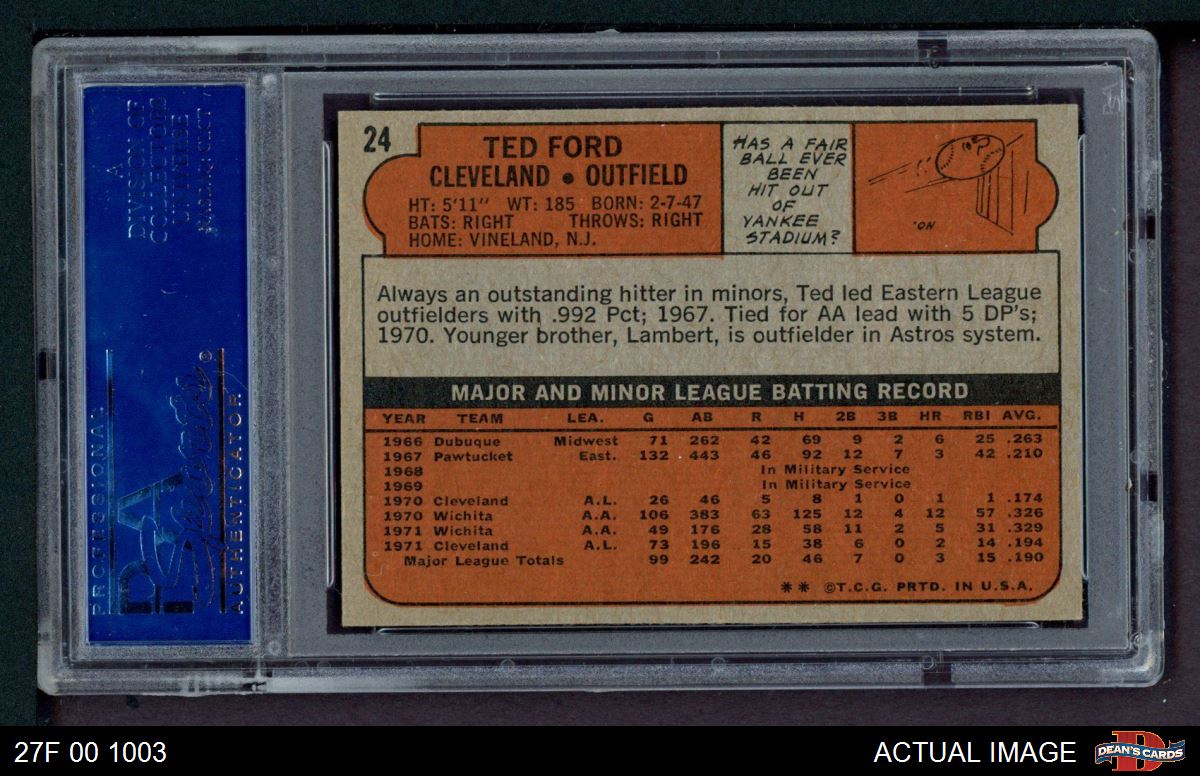 A
DIVISION OF
COLLECTORS
UNIVERSE
NASDAQ: CLCT
PROFESSIONAL
PSA
Sports
®
AUTHENTICATOR
24
TED FORD
CLEVELAND • OUTFIELD
HT: 5'11" WT: 185 BORN: 2-7-47
BATS: RIGHT THROWS: RIGHT
HOME: VINELAND, N.J.
HAS A FAIR
BALL EVER
BEEN
HIT OUT
OF
YANKEE
STADIUM?
NO.
Always an outstanding hitter in minors, Ted led Eastern League
outfielders with .992 Pct; 1967. Tied for AA lead with 5 DP's;
1970. Younger brother, Lambert, is outfielder in Astros system.
MAJOR AND MINOR LEAGUE BATTING RECORD
YEAR TEAM LEA. G AB R H 2B 3B HR RBI AVG.
1966 Dubuque Midwest 71 262 42 69 9 2 6 25 .263
1967 Pawtucket East. 132 443 46 92 12 7 3 42 .210
1968 In Military Service
1969 In Military Service
1970 Cleveland A.L. 26 46 5 8 1 0 1 1 .174
1970 Wichita A.A. 106 383 63 125 12 4 12 57 .326
1971 Wichita A.A. 49 176 28 58 11 2 5 31 .329
1971 Cleveland A.L. 73 196 15 38 6 0 2 14 .194
Major League Totals 99 242 20 46 7 0 3 15 .190
** ©T.C.G. PRTD. IN U.S.A.
27F 00 1003
ACTUAL IMAGE
DEAN'S CARDS